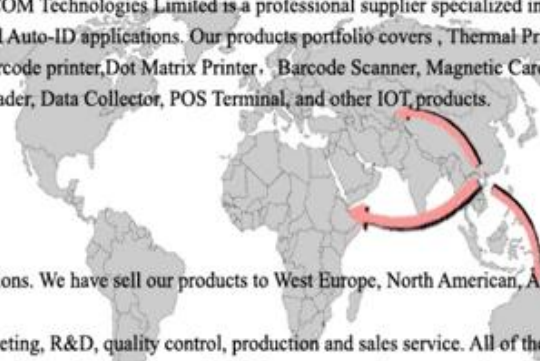 COM Technologies Limited is a professional supplier specialized in
Auto-ID applications. Our products portfolio covers , Thermal Pr
rcode printer,Dot Matrix Printer， Barcode Scanner, Magnetic Card
ader, Data Collector, POS Terminal, and other IOT products.
ons. We have sell our products to West Europe, North American, A
eting, R&D, quality control, production and sales service. All of the